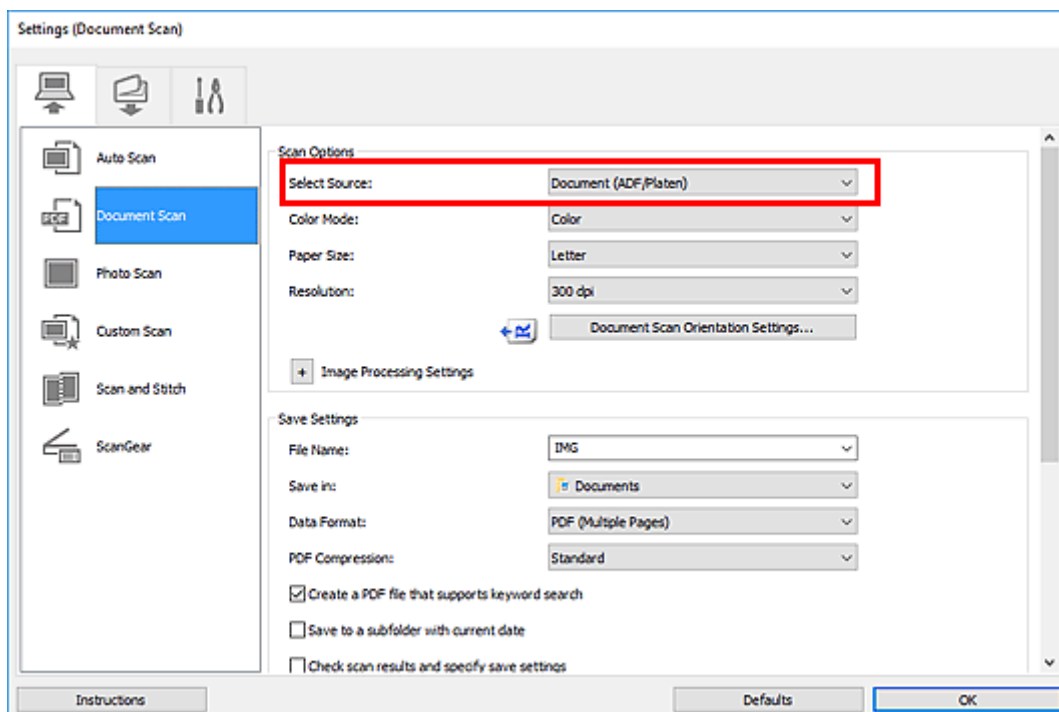 Settings (Document Scan)
Auto Scan
Document Scan
Photo Scan
Custom Scan
Scan and Stitch
ScanGear
Scan Options
Select Source: Document (ADF/Platen)
Color Mode: Color
Paper Size: Letter
Resolution: 300 dpi
Document Scan Orientation Settings...
+ Image Processing Settings
Save Settings
File Name: IMG
Save in: Documents
Data Format: PDF (Multiple Pages)
PDF Compression: Standard
Create a PDF file that supports keyword search
Save to a subfolder with current date
Check scan results and specify save settings
Instructions Defaults OK